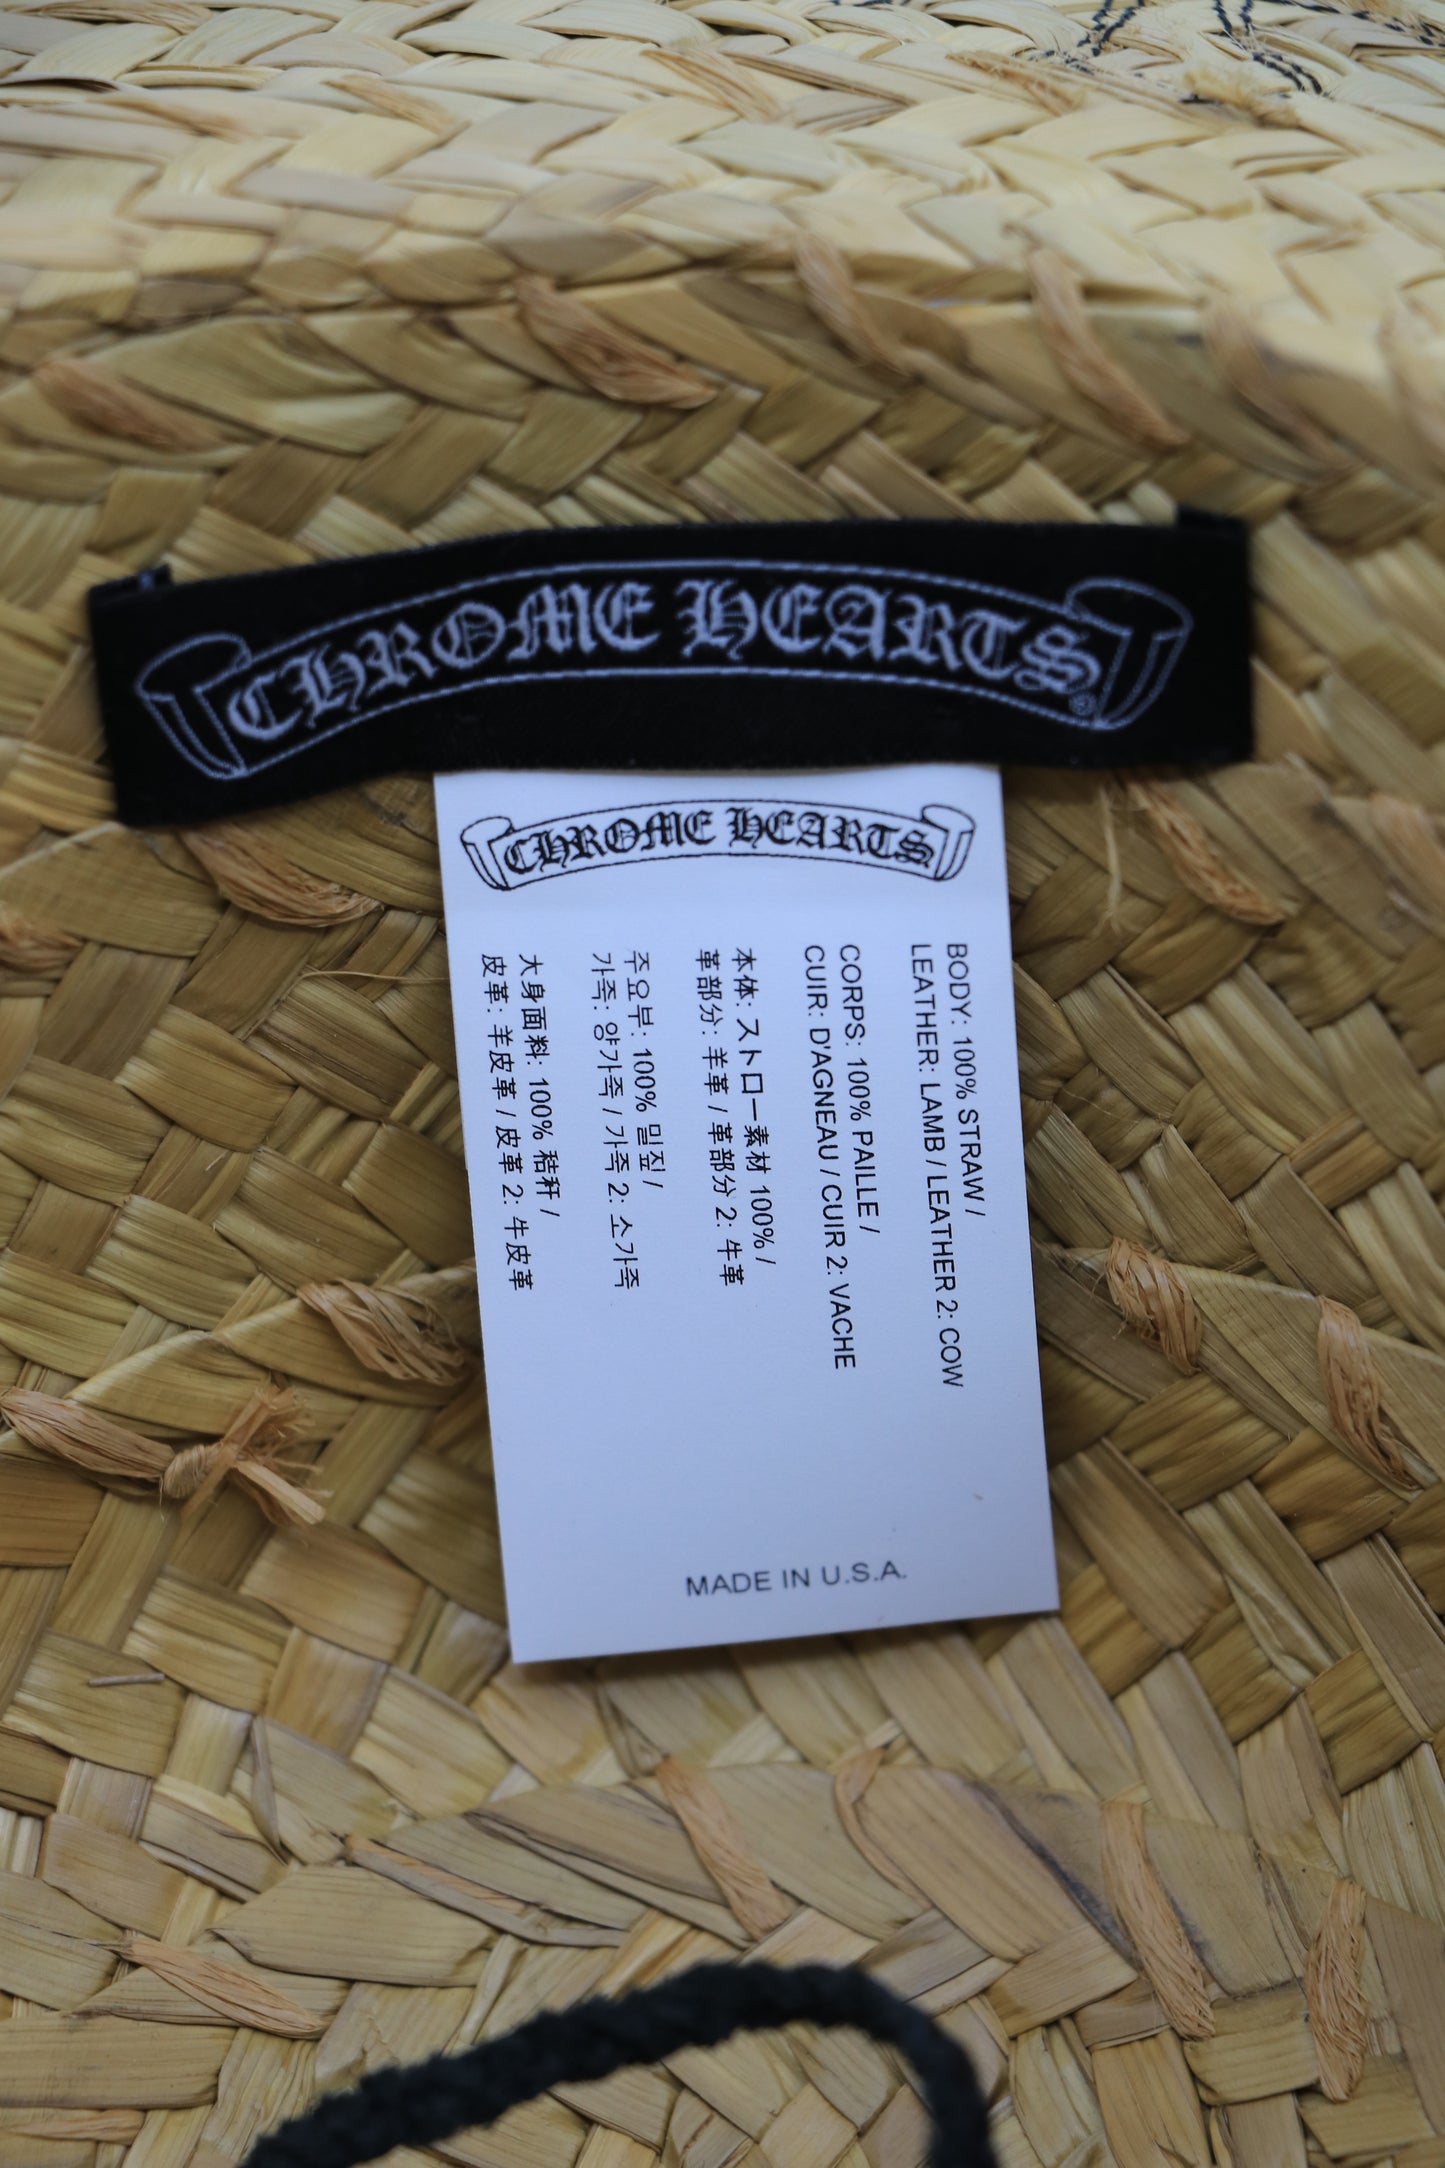 CHROME HEARTS®
CHROME HEARTS
BODY: 100% STRAW /
LEATHER: LAMB / LEATHER 2: COW
CORPS: 100% PAILLE /
CUIR: D'AGNEAU / CUIR 2: VACHE
本体: ストロー素材 100% /
革部分: 羊革 / 革部分 2: 牛革
주요부: 100% 밀짚 /
가죽: 양가죽 / 가죽 2: 소가죽
大身面料: 100% 秸秆 /
皮革: 羊皮革 / 皮革 2: 牛皮革
MADE IN U.S.A.